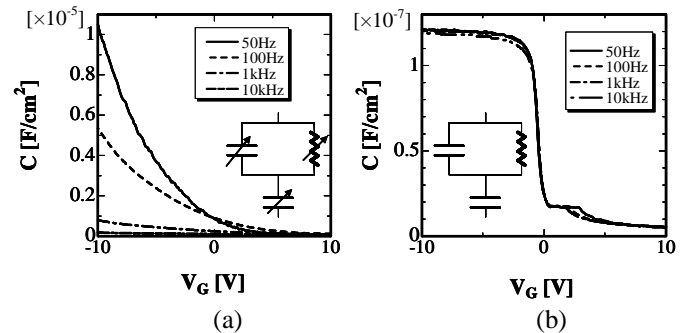 [×10⁻⁵]
1
0.8
0.6
0.4
0.2
0
C [F/cm²]
50Hz
100Hz
1kHz
10kHz
-10
0
10
V_G [V]
(a)
[×10⁻⁷]
1
0.5
0
C [F/cm²]
50Hz
100Hz
1kHz
10kHz
-10
-5
0
5
10
V_G [V]
(b)